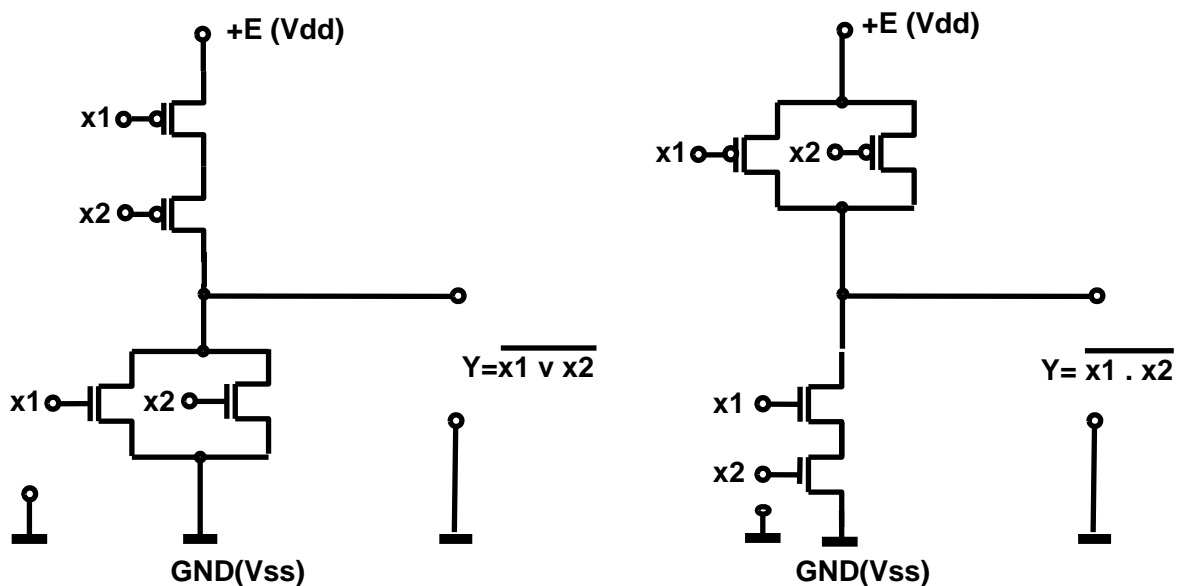 +E (Vdd)
x1
x2
Y=x1 v x2
x1
x2
GND(Vss)
+E (Vdd)
x1
x2
Y= x1 . x2
x1
x2
GND(Vss)